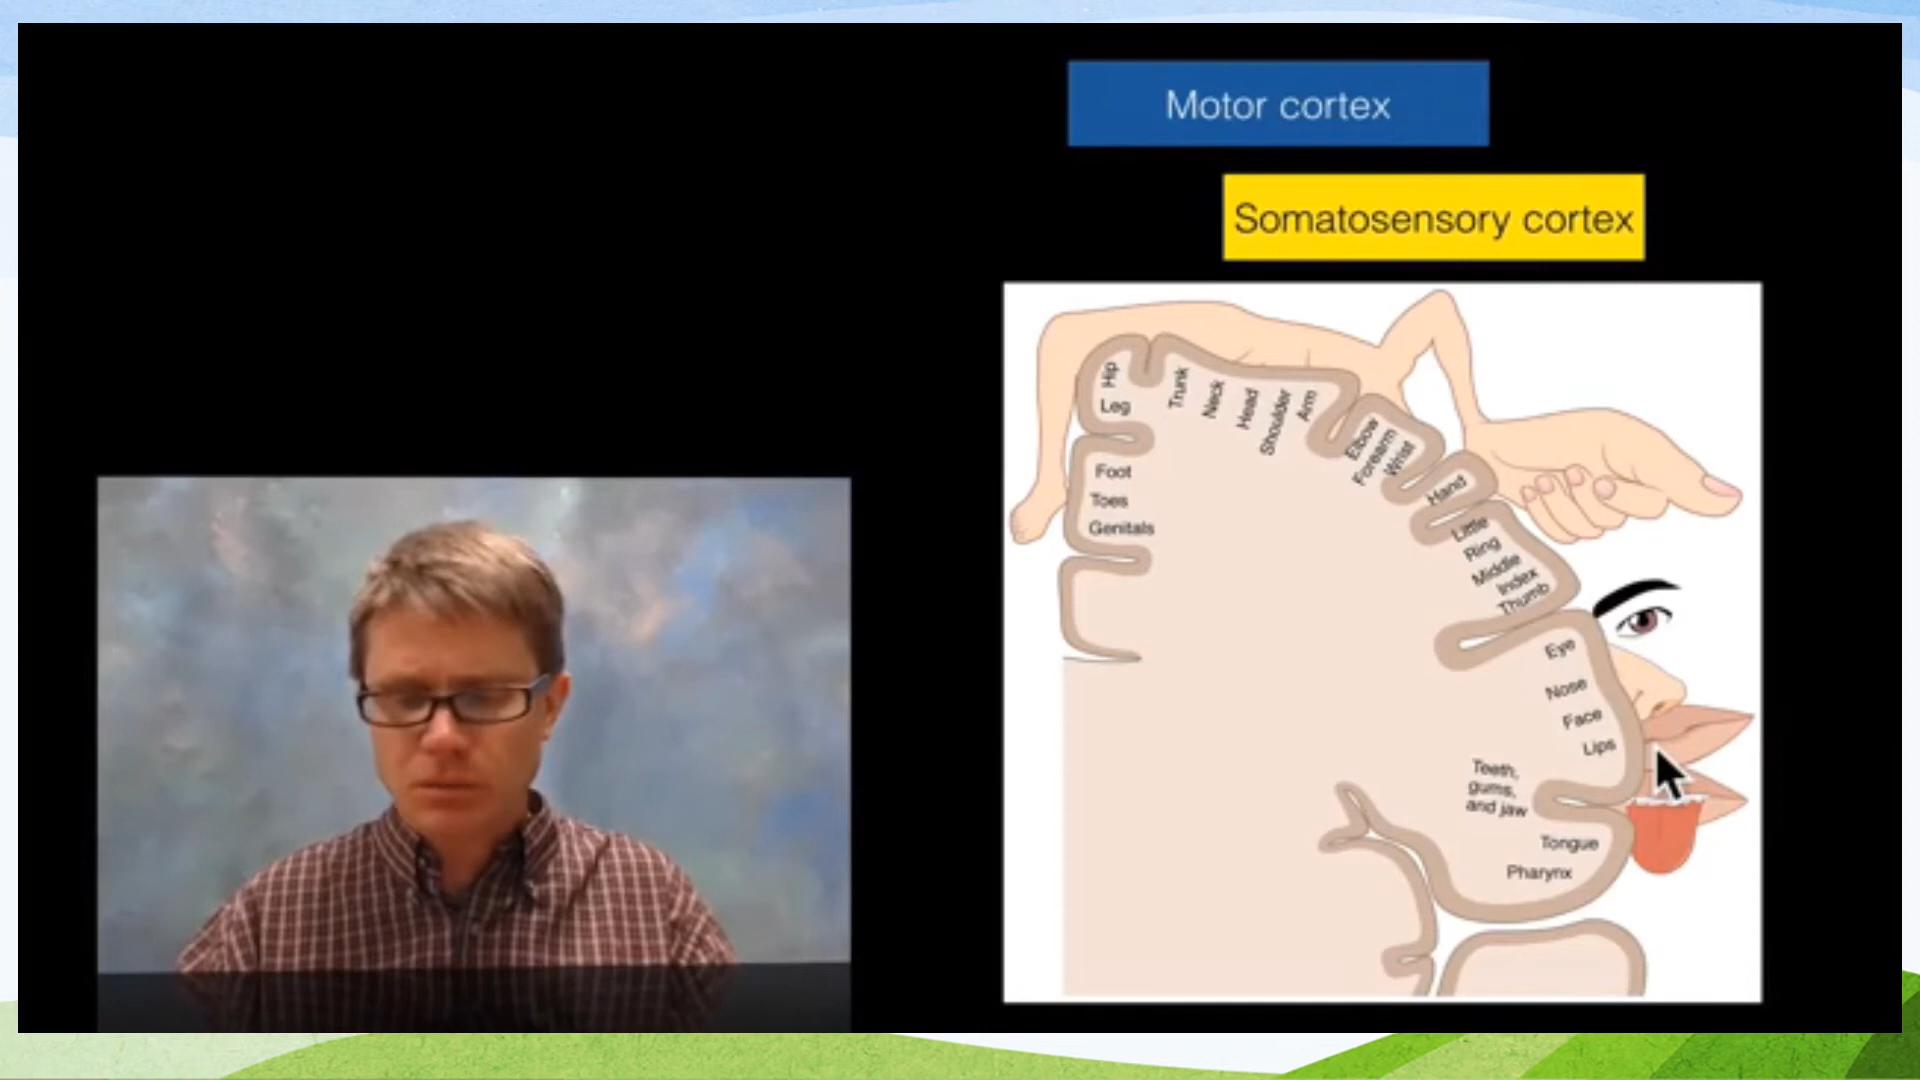 Motor cortex
Somatosensory cortex
Hip
Leg
Foot
Toes
Genitals
Trunk
Neck
Head
Shoulder
Arm
Elbow
Forearm
Wrist
Hand
Little
Ring
Middle
Index
Thumb
Eye
Nose
Face
Lips
Teeth,
gums,
and jaw
Tongue
Pharynx